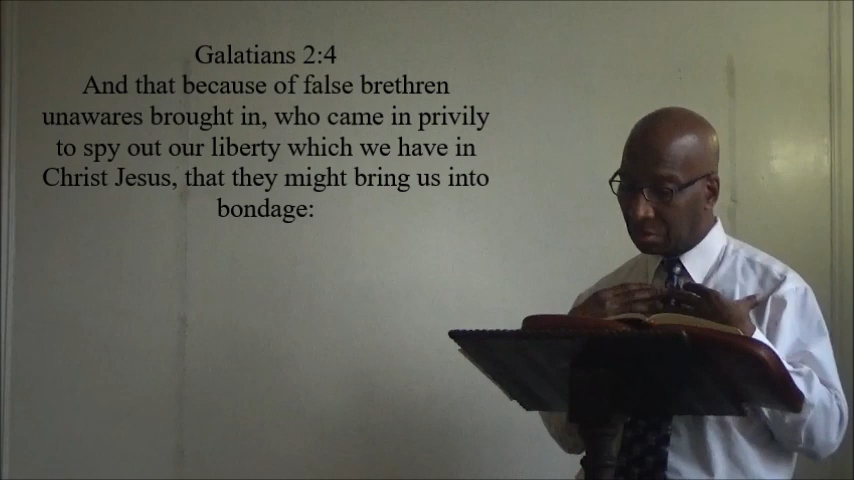 Galatians 2:4
And that because of false brethren
unawares brought in, who came in privily
to spy out our liberty which we have in
Christ Jesus, that they might bring us into
bondage: